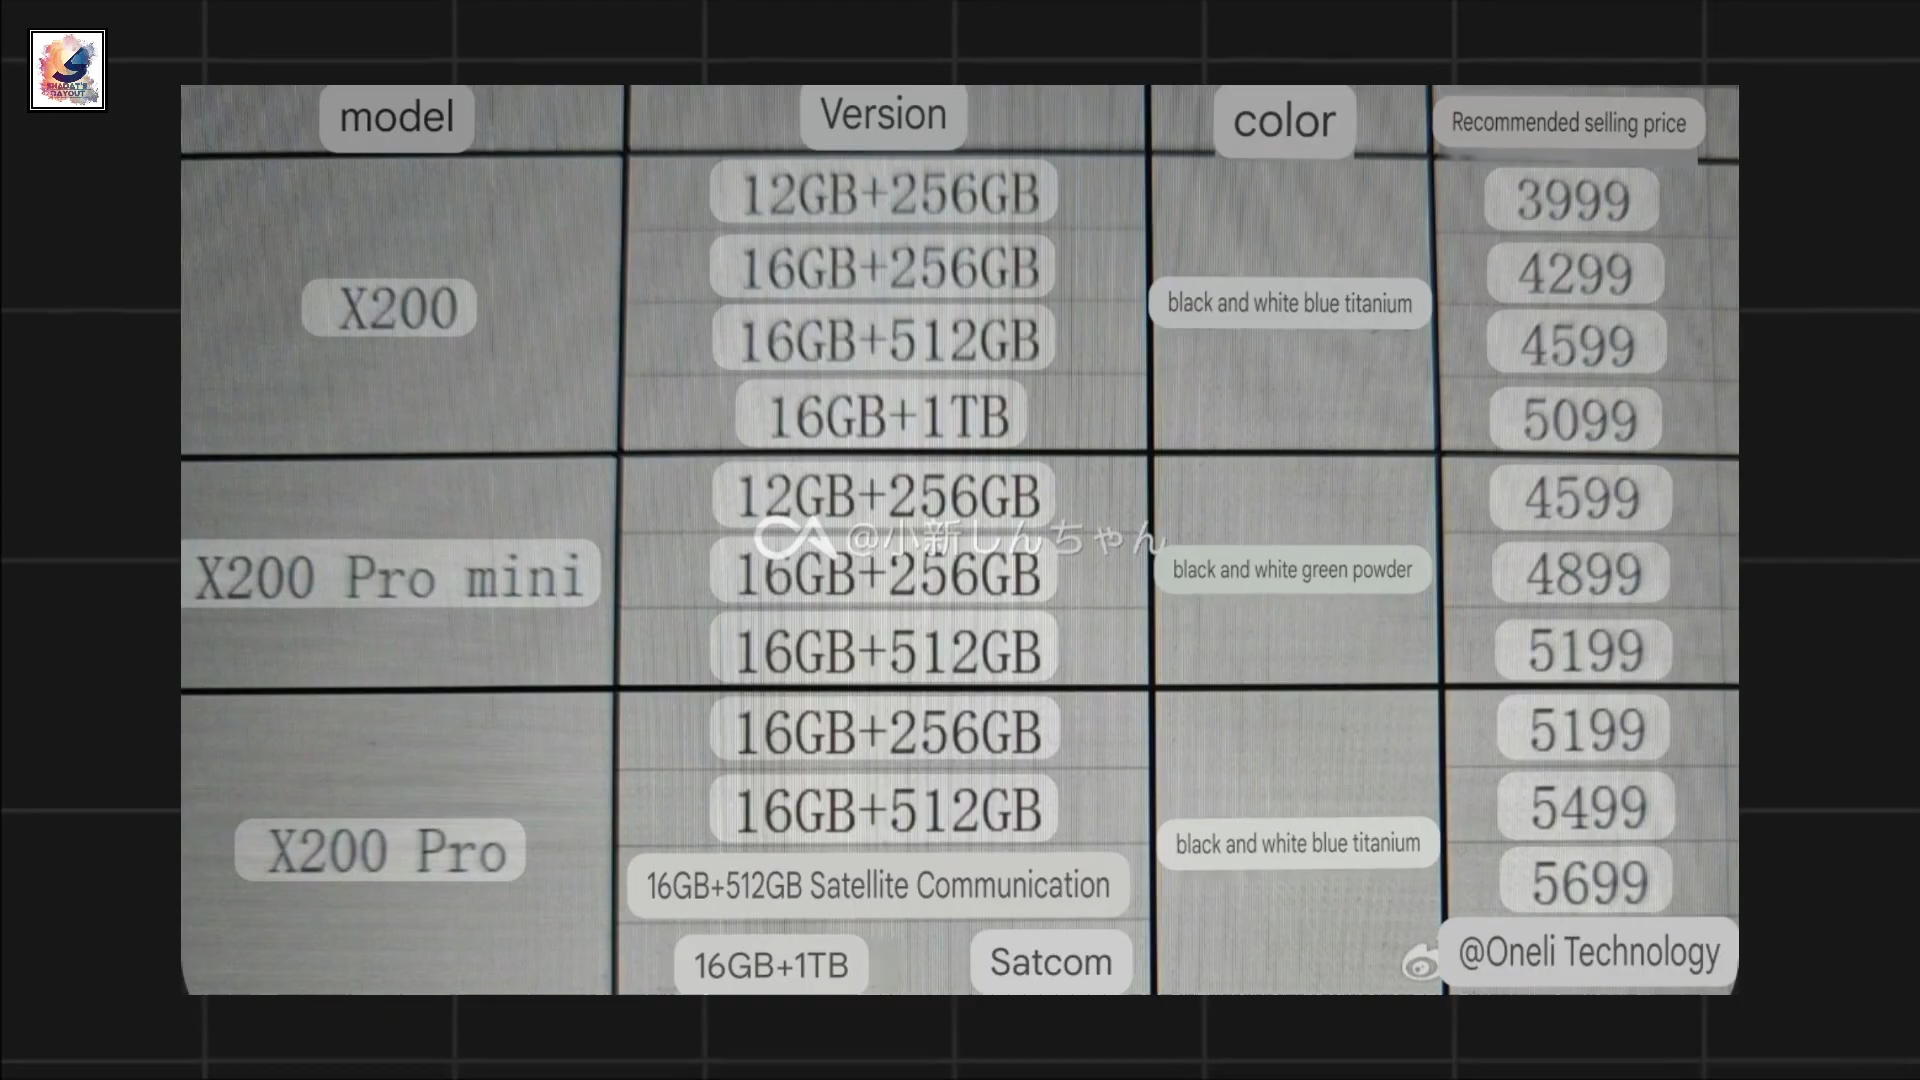 SHADAT'S
DAYOUT
model Version color Recommended selling price
12GB+256GB 3999
16GB+256GB 4299
X200 black and white blue titanium
16GB+512GB 4599
16GB+1TB 5099
12GB+256GB 4599
@小新しんちゃん
X200 Pro mini 16GB+256GB black and white green powder 4899
16GB+512GB 5199
16GB+256GB 5199
16GB+512GB 5499
X200 Pro black and white blue titanium
16GB+512GB Satellite Communication 5699
16GB+1TB Satcom @Oneli Technology